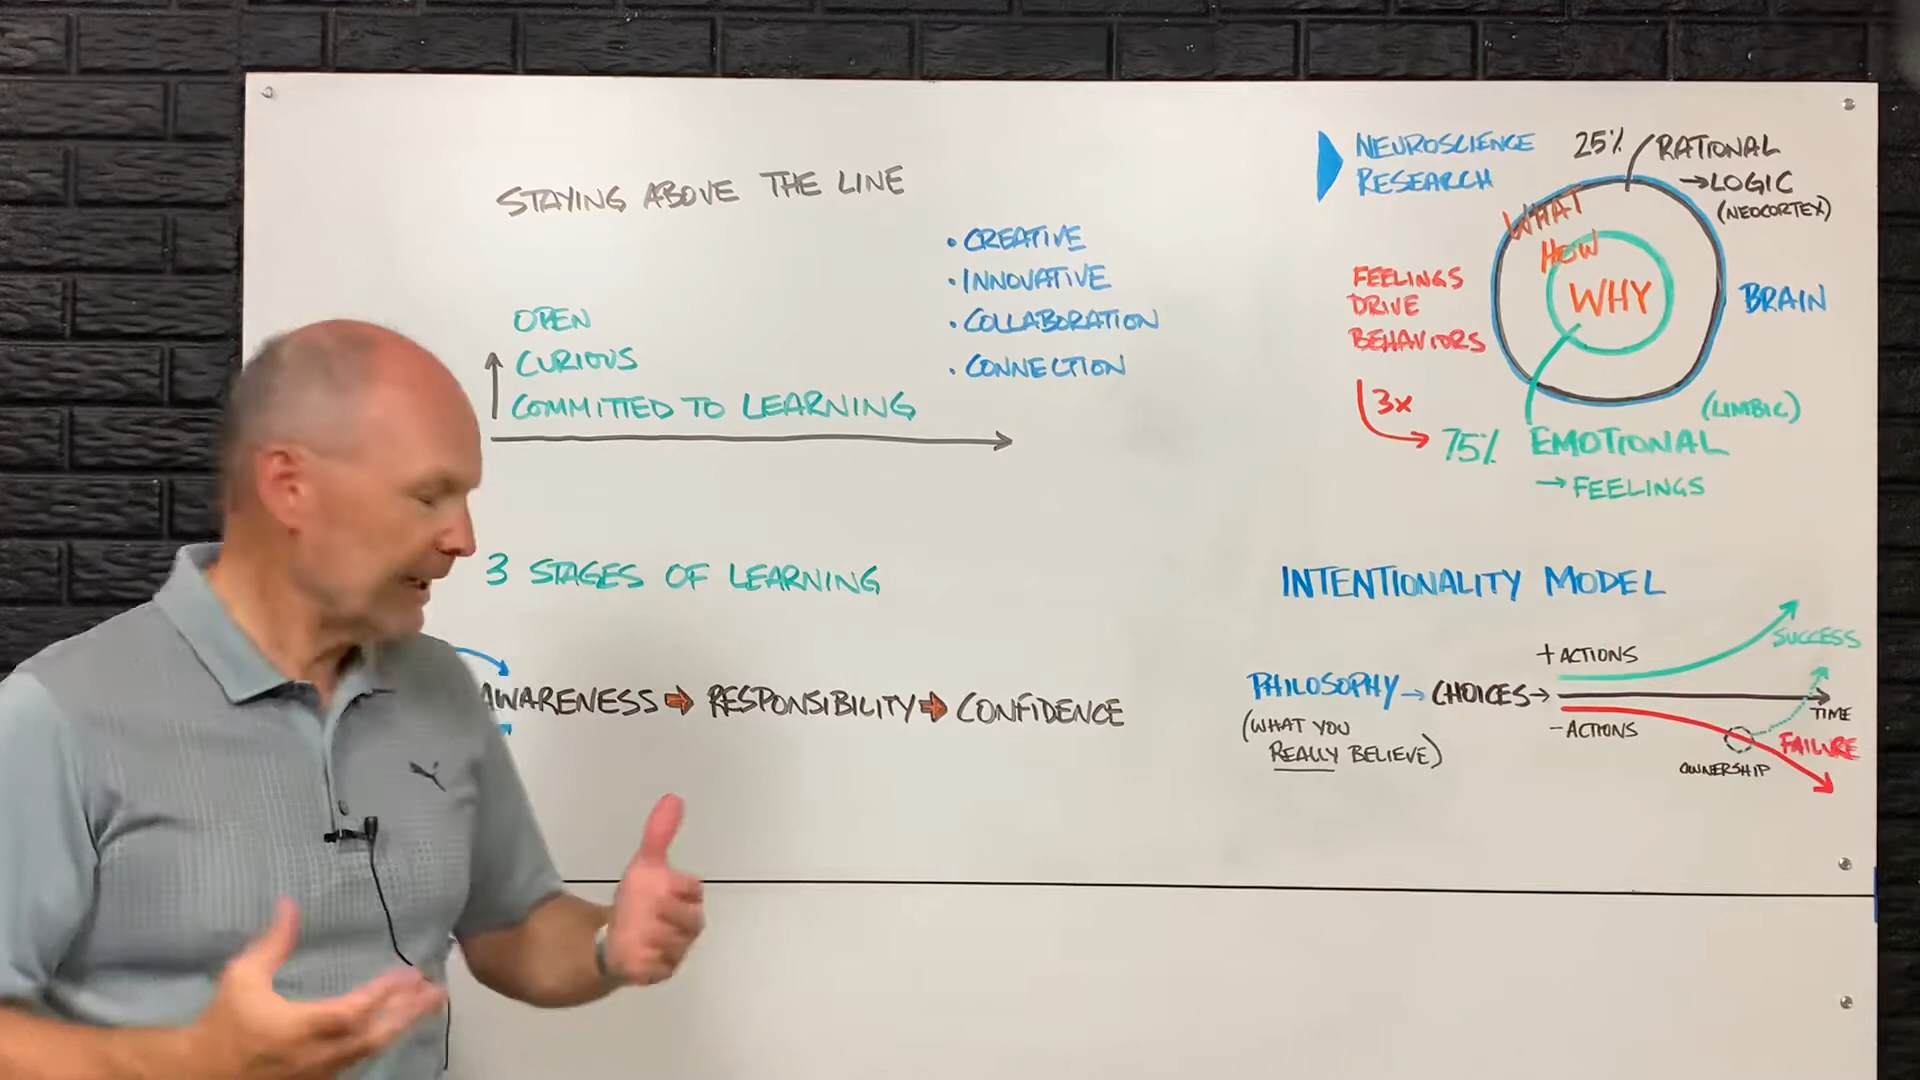 STAYING ABOVE THE LINE
OPEN
CURIOUS
COMMITTED TO LEARNING
• CREATIVE
• INNOVATIVE
• COLLABORATION
• CONNECTION
3 STAGES OF LEARNING
AWARENESS ➡ RESPONSIBILITY ➡ CONFIDENCE
NEUROSCIENCE
RESEARCH
25% RATIONAL
→LOGIC
(NEOCORTEX)
WHAT
HOW
WHY
FEELINGS
DRIVE
BEHAVIORS
BRAIN
3x
(LIMBIC)
75% EMOTIONAL
→ FEELINGS
INTENTIONALITY MODEL
PHILOSOPHY→ CHOICES→
(WHAT YOU
REALLY BELIEVE)
+ ACTIONS
SUCCESS
TIME
- ACTIONS
FAILURE
OWNERSHIP